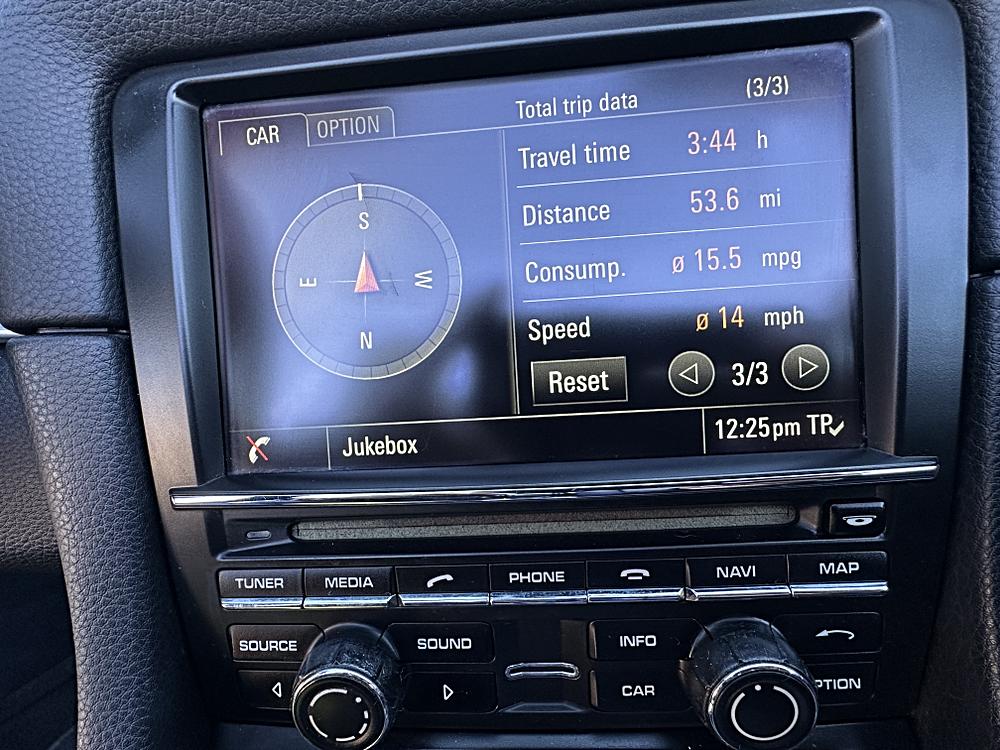 CAR OPTION
Total trip data (3/3)
Travel time 3:44 h
Distance 53.6 mi
Consump. ø 15.5 mpg
Speed ø 14 mph
Reset 3/3
S
E W
N
Jukebox 12:25pm TP
TUNER MEDIA PHONE NAVI MAP
SOURCE SOUND INFO
CAR PTION